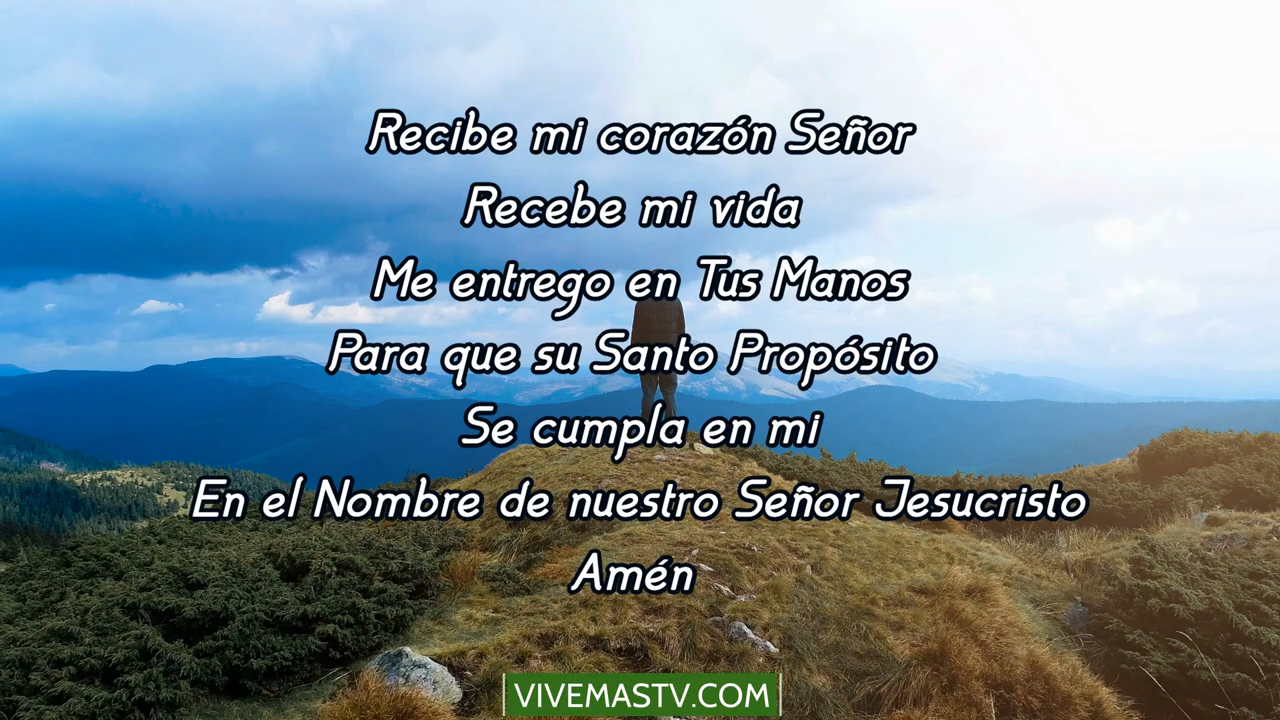 Recibe mi corazón Señor
Recebe mi vida
Me entrego en Tus Manos
Para que su Santo Propósito
Se cumpla en mi
En el Nombre de nuestro Señor Jesucristo
Amén
VIVEMASTV.COM